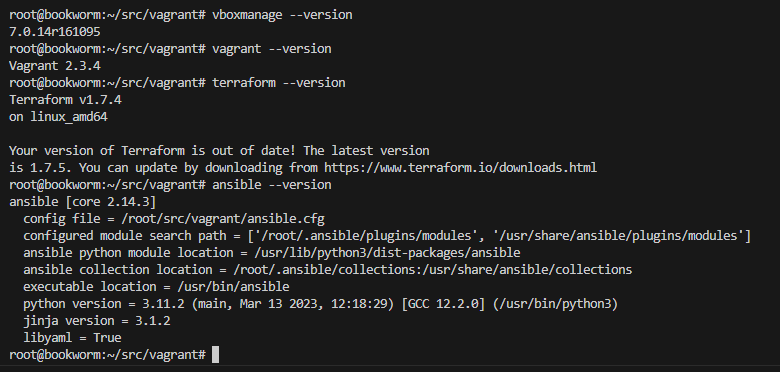 root@bookworm:~/src/vagrant# vboxmanage --version
7.0.14r161095
root@bookworm:~/src/vagrant# vagrant --version
Vagrant 2.3.4
root@bookworm:~/src/vagrant# terraform --version
Terraform v1.7.4
on linux_amd64

Your version of Terraform is out of date! The latest version
is 1.7.5. You can update by downloading from https://www.terraform.io/downloads.html
root@bookworm:~/src/vagrant# ansible --version
ansible [core 2.14.3]
  config file = /root/src/vagrant/ansible.cfg
  configured module search path = ['/root/.ansible/plugins/modules', '/usr/share/ansible/plugins/modules']
  ansible python module location = /usr/lib/python3/dist-packages/ansible
  ansible collection location = /root/.ansible/collections:/usr/share/ansible/collections
  executable location = /usr/bin/ansible
  python version = 3.11.2 (main, Mar 13 2023, 12:18:29) [GCC 12.2.0] (/usr/bin/python3)
  jinja version = 3.1.2
  libyaml = True
root@bookworm:~/src/vagrant#